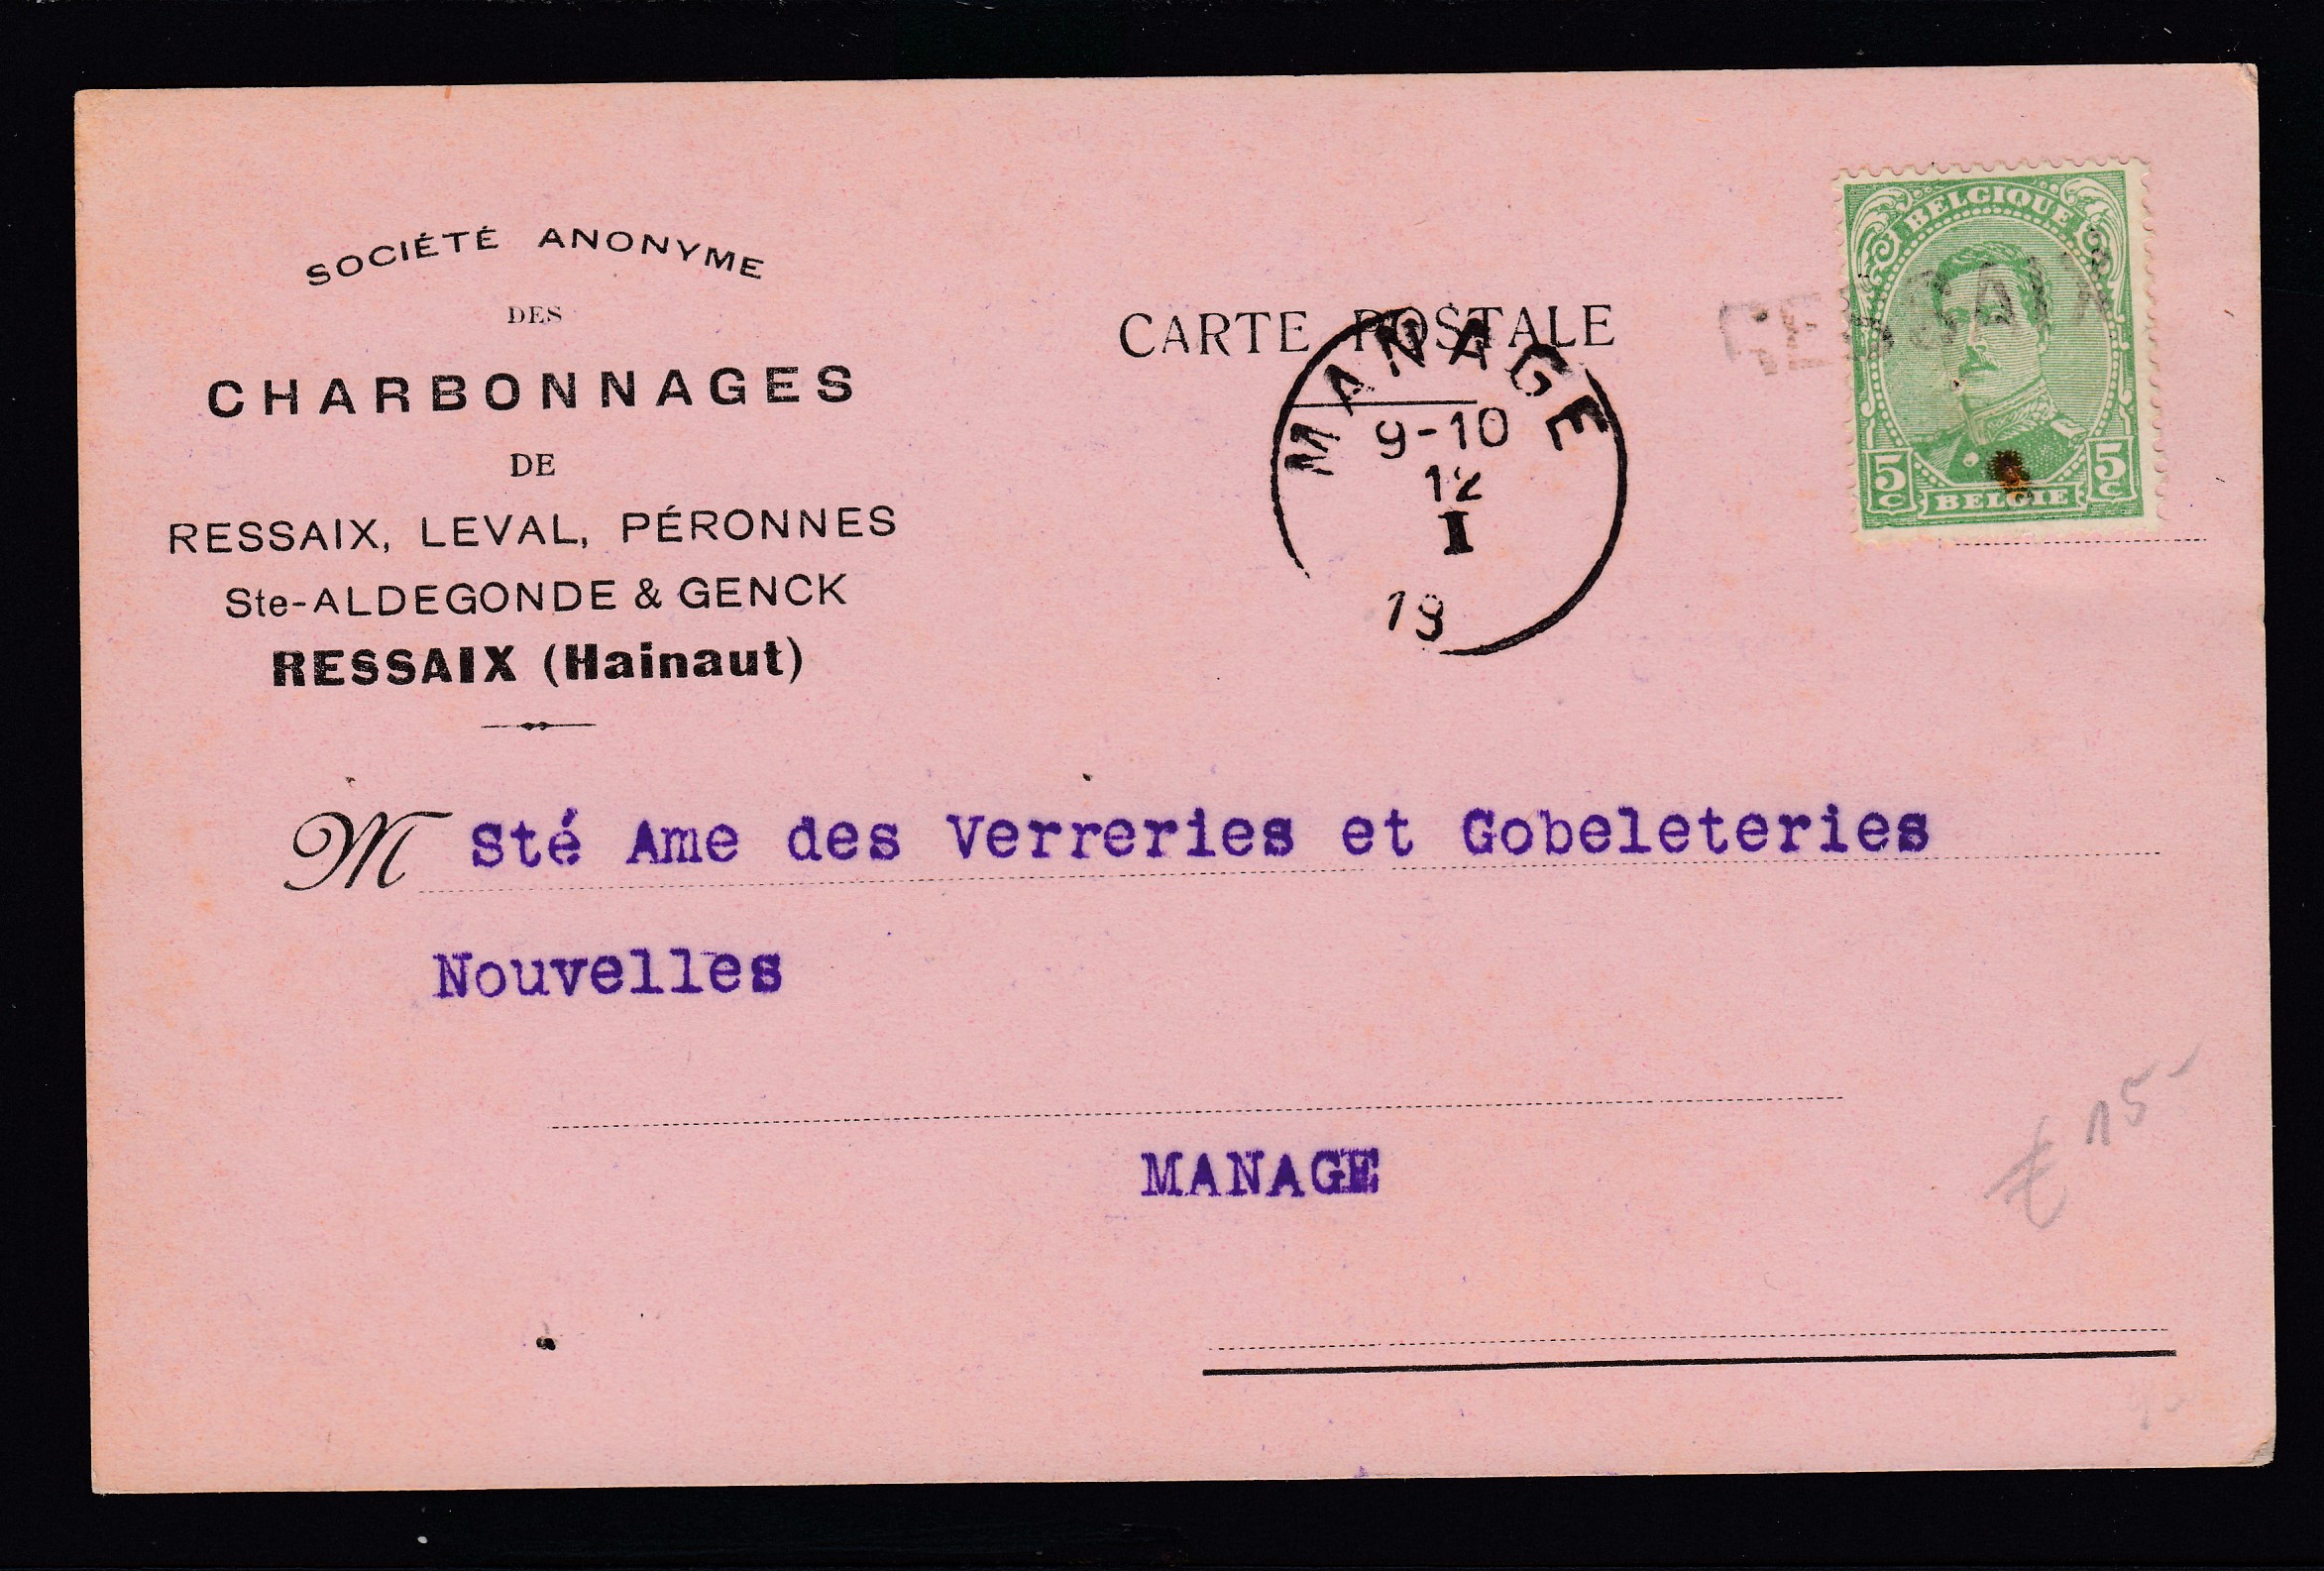 SOCIÉTÉ ANONYME
DES
CHARBONNAGES
DE
RESSAIX, LEVAL, PÉRONNES
Ste-ALDEGONDE & GENCK
RESSAIX (Hainaut)
CARTE POSTALE
MANAGE
9-10
12
I
19
BELGIQUE
RESSAIX
5 C
5 C
BELGIE
M Sté Ame des Verreries et Gobeleteries
Nouvelles
MANAGE
€ 15-